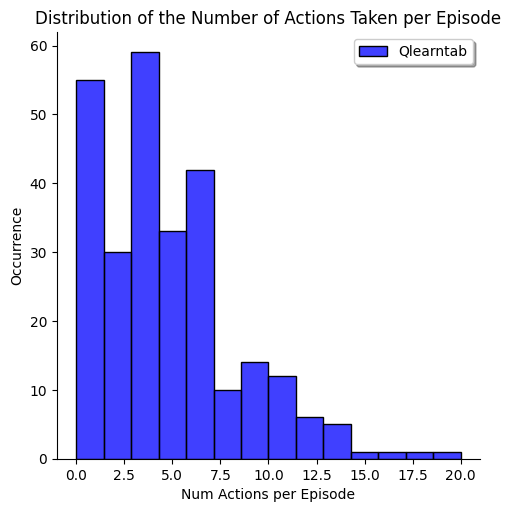 Distribution of the Number of Actions Taken per Episode
Qlearntab
60
50
40
30
20
10
0
Occurrence
0.0 2.5 5.0 7.5 10.0 12.5 15.0 17.5 20.0
Num Actions per Episode